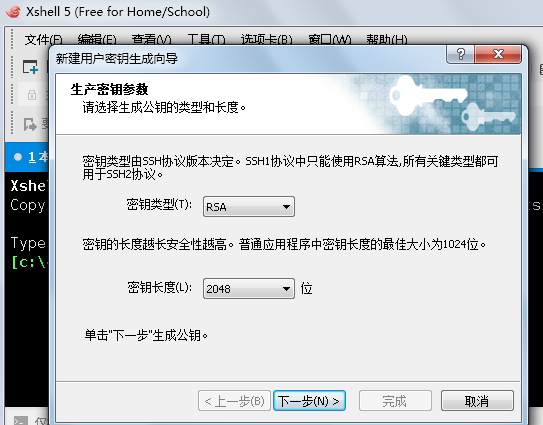 Xshell 5 (Free for Home/School)
文件(F) 编辑(E) 查看(V) 工具(T) 选项卡(B) 窗口(W) 帮助(H)
新建用户密钥生成向导
生产密钥参数
请选择生成公钥的类型和长度。
1
密钥类型由SSH协议版本决定。SSH1协议中只能使用RSA算法,所有关键类型都可
用于SSH2协议。
Xshe
Copy
密钥类型(T): RSA
Type
密钥的长度越长安全性越高。普通应用程序中密钥长度的最佳大小为1024位。
[c:\
密钥长度(L): 2048 位
单击"下一步"生成公钥。
< 上一步(B) 下一步(N) > 完成 取消